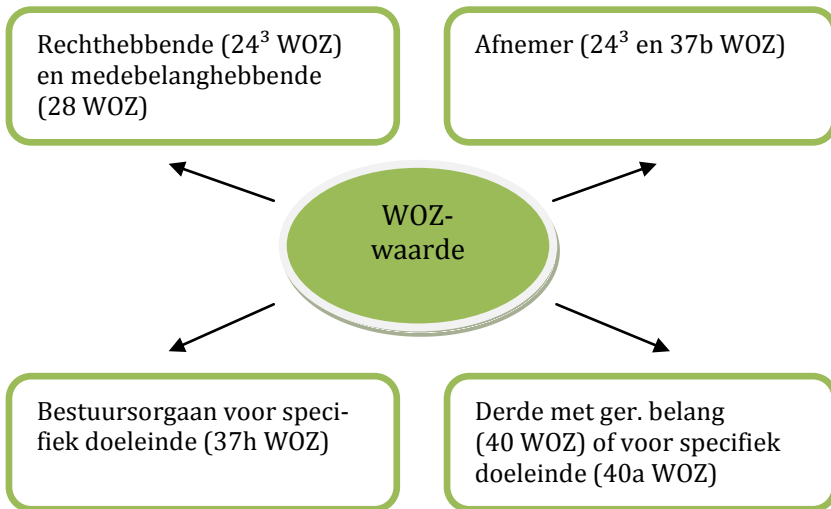 Rechthebbende (24³ WOZ)
en medebelanghebbende
(28 WOZ)
Afnemer (24³ en 37b WOZ)
WOZ-
waarde
Bestuursorgaan voor speci-
fiek doeleinde (37h WOZ)
Derde met ger. belang
(40 WOZ) of voor specifiek
doeleinde (40a WOZ)